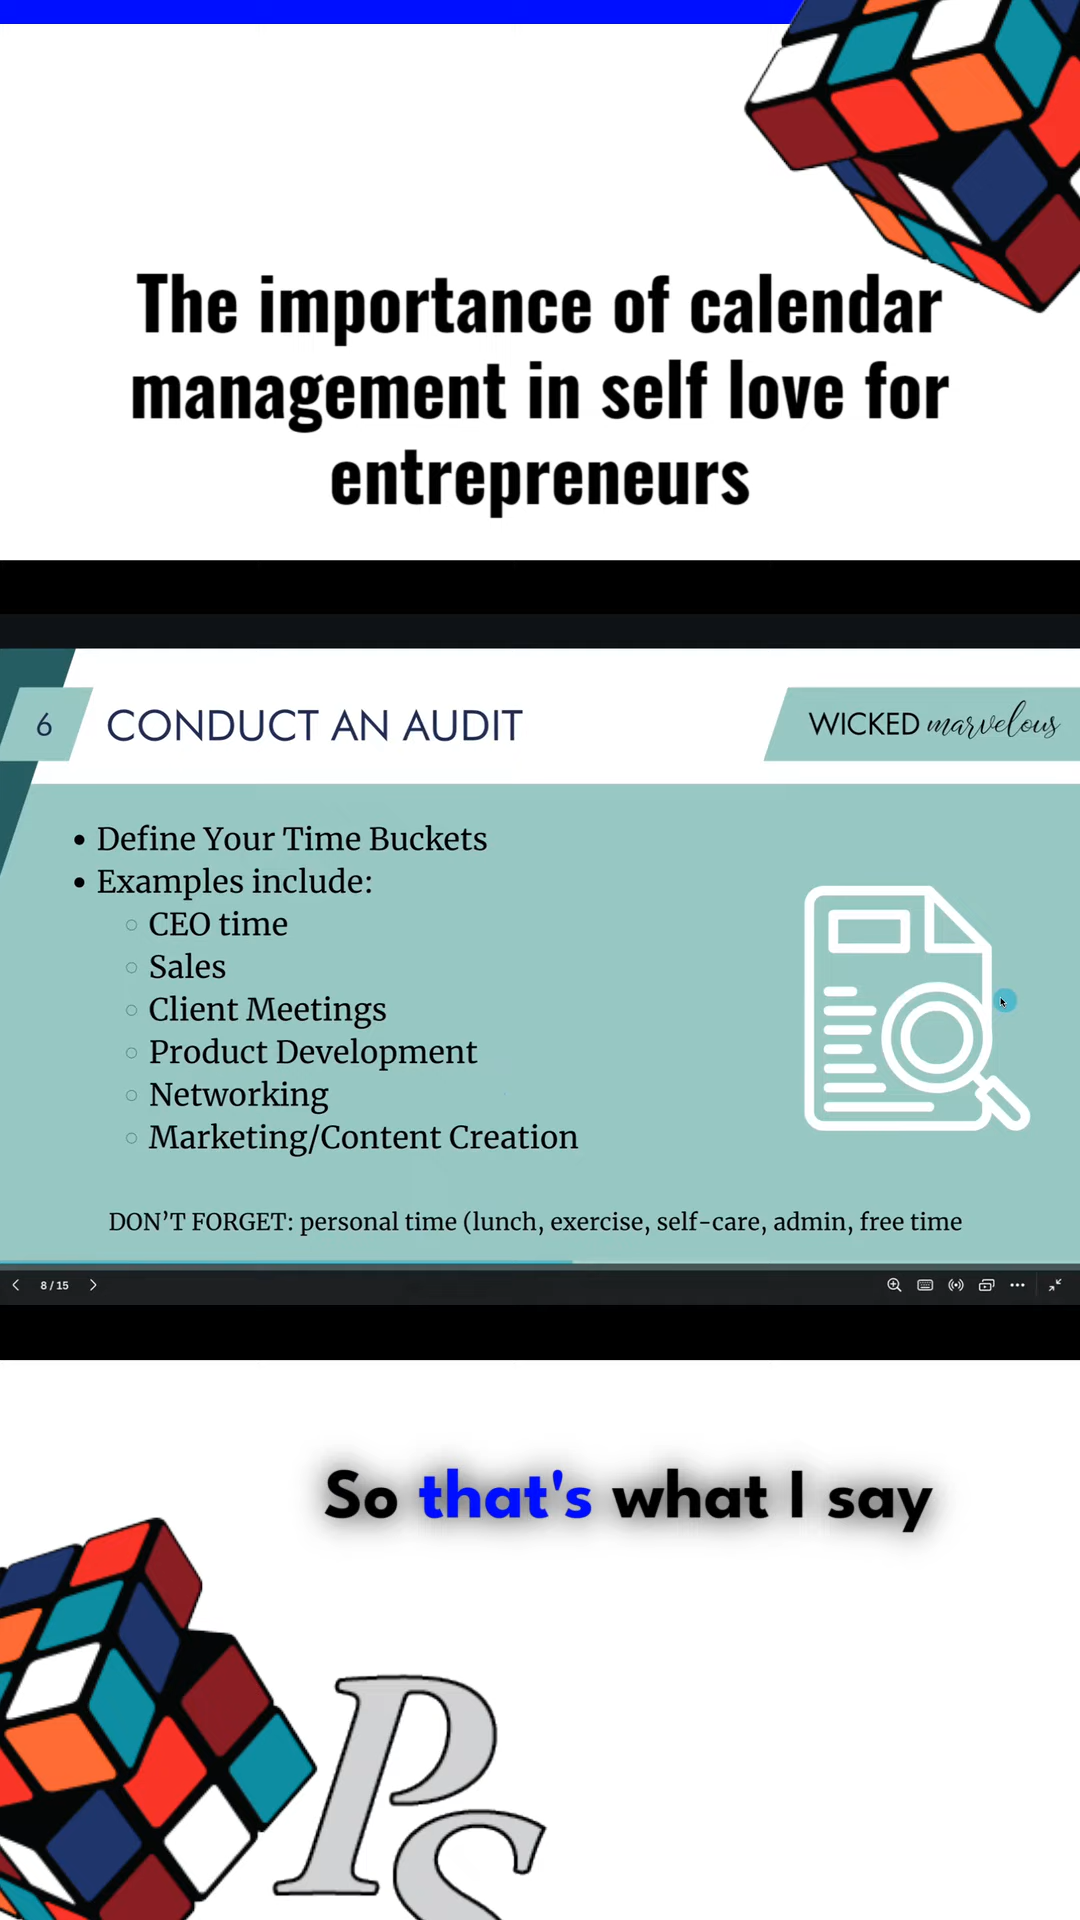 The importance of calendar
management in self love for
entrepreneurs
6
CONDUCT AN AUDIT
WICKED marvelous
• Define Your Time Buckets
• Examples include:
○ CEO time
○ Sales
○ Client Meetings
○ Product Development
○ Networking
○ Marketing/Content Creation
DON'T FORGET: personal time (lunch, exercise, self-care, admin, free time
8 / 15
So that's what I say
PS